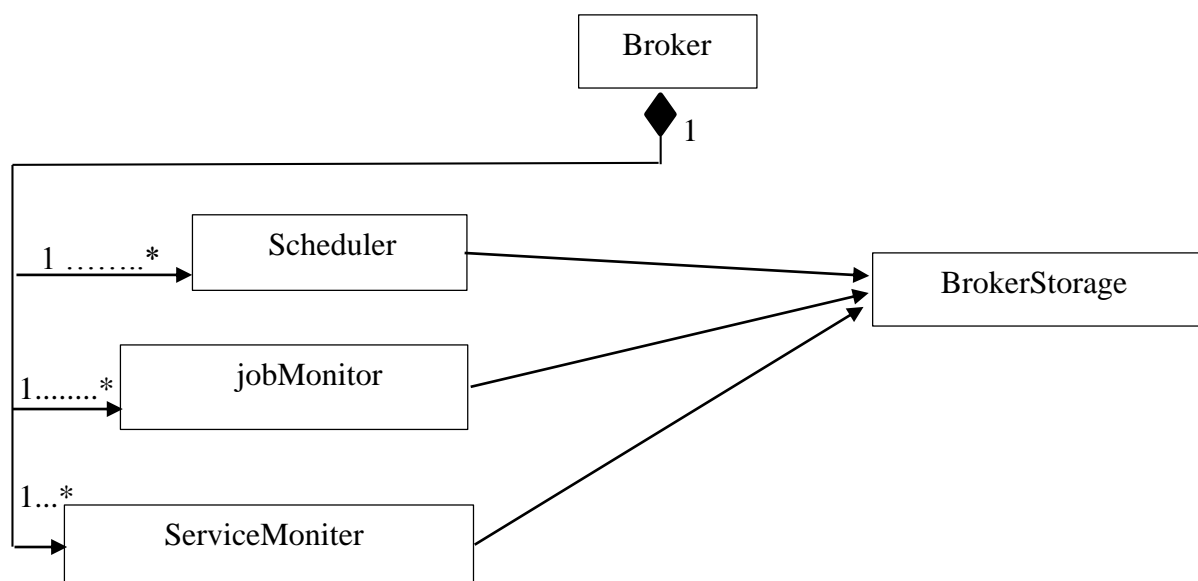 Broker
1
Scheduler
1 ……..*
BrokerStorage
jobMonitor
1........*
1...*
ServiceMoniter